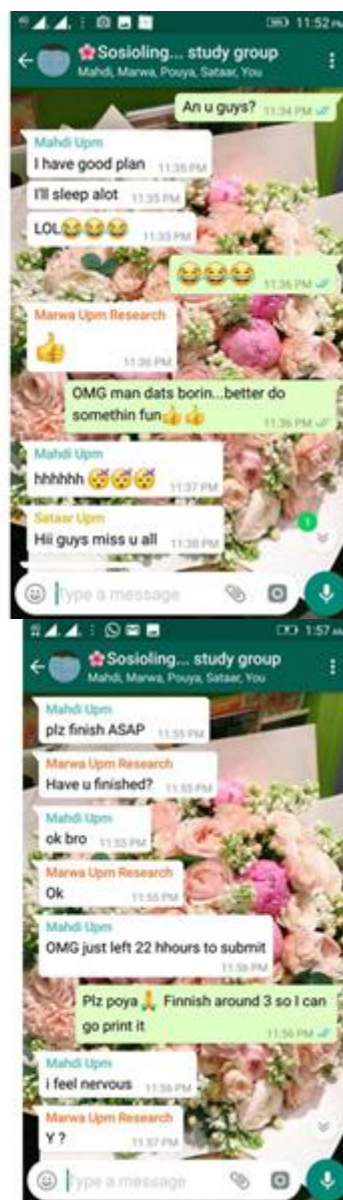 11:52 PM
🌸Sosioling... study group
Mahdi, Marwa, Pouya, Sataar, You
An u guys? 11:34 PM
Mahdi Upm
I have good plan 11:35 PM
I'll sleep alot 11:35 PM
LOL😂😂😂 11:35 PM
😂😂😂 11:36 PM
Marwa Upm Research
👍
11:36 PM
OMG man dats borin...better do
somethin fun👍👍 11:36 PM
Mahdi Upm
hhhhhh 😴😴😴 11:37 PM
Sataar Upm
Hii guys miss u all 11:38 PM
1
Type a message
1:57 AM
🌸Sosioling... study group
Mahdi, Marwa, Pouya, Sataar, You
Mahdi Upm
plz finish ASAP 11:55 PM
Marwa Upm Research
Have u finished? 11:55 PM
Mahdi Upm
ok bro 11:55 PM
Marwa Upm Research
Ok 11:55 PM
Mahdi Upm
OMG just left 22 hhours to submit
11:56 PM
Plz poya🙏 Finnish around 3 so I can
go print it 11:56 PM
Mahdi Upm
i feel nervous 11:56 PM
Marwa Upm Research
Y ? 11:57 PM
Type a message